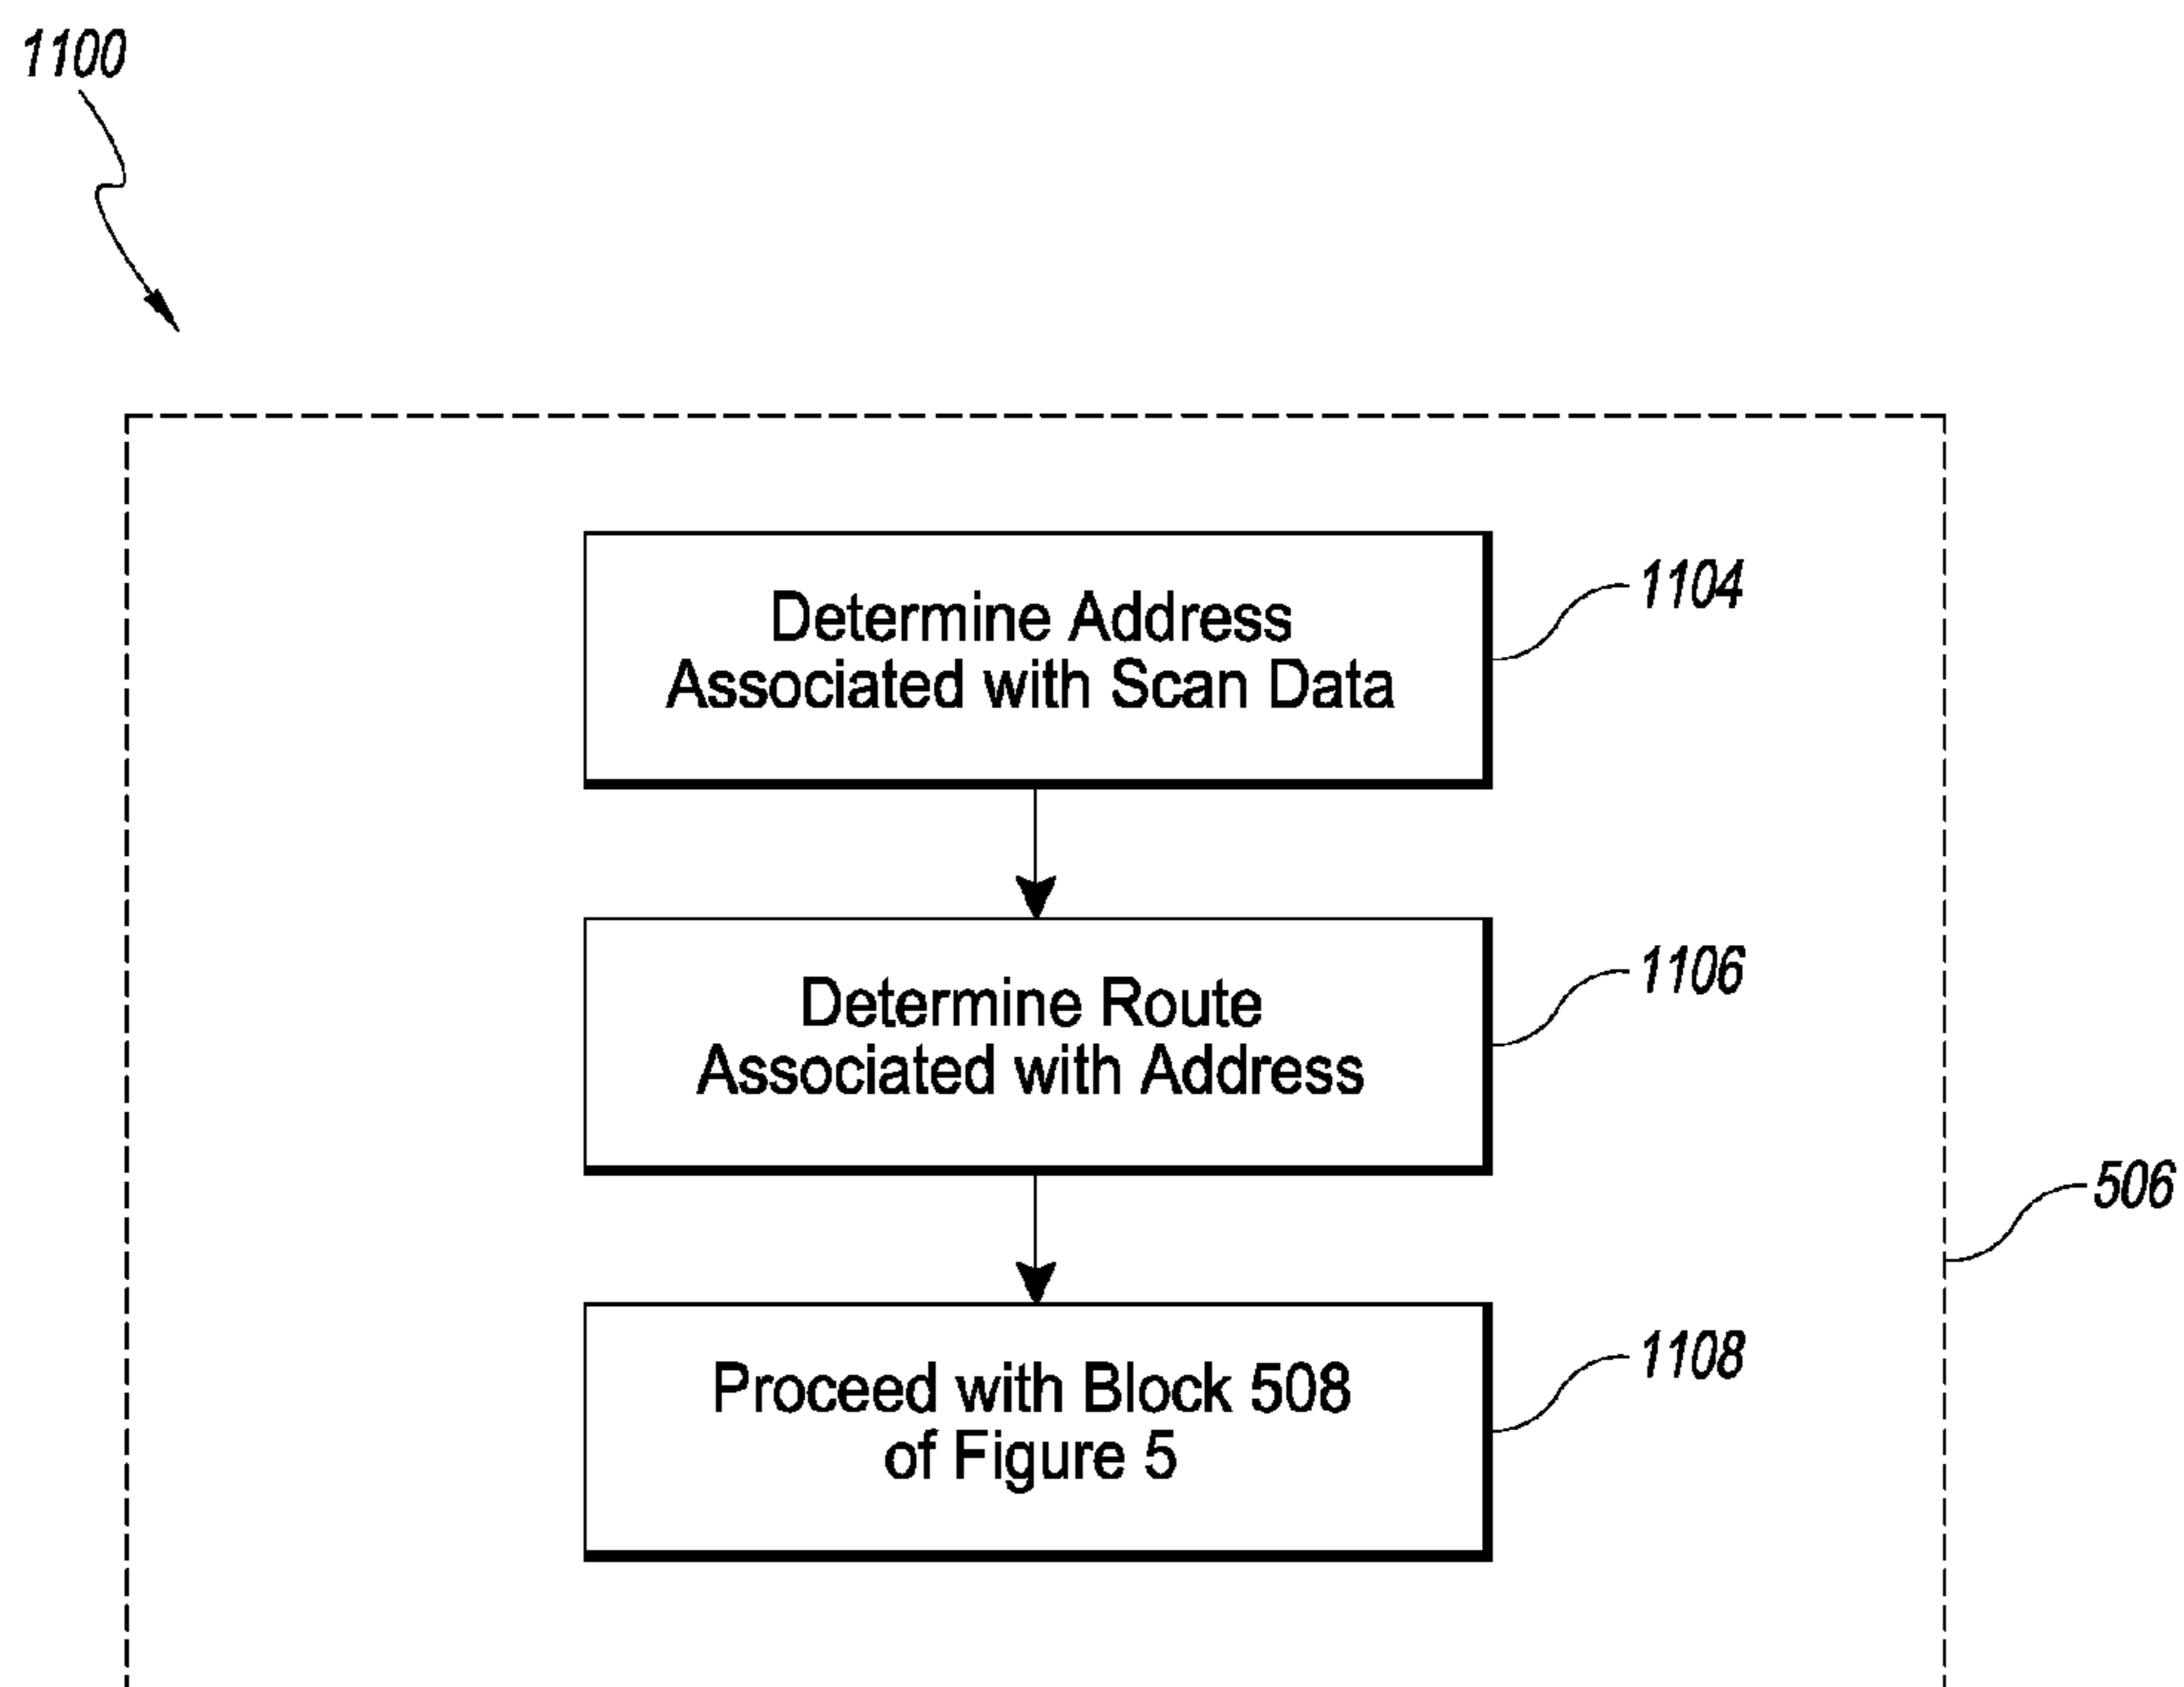 1100
Determine Address
Associated with Scan Data
1104
Determine Route
Associated with Address
1106
506
Proceed with Block 508
of Figure 5
1108